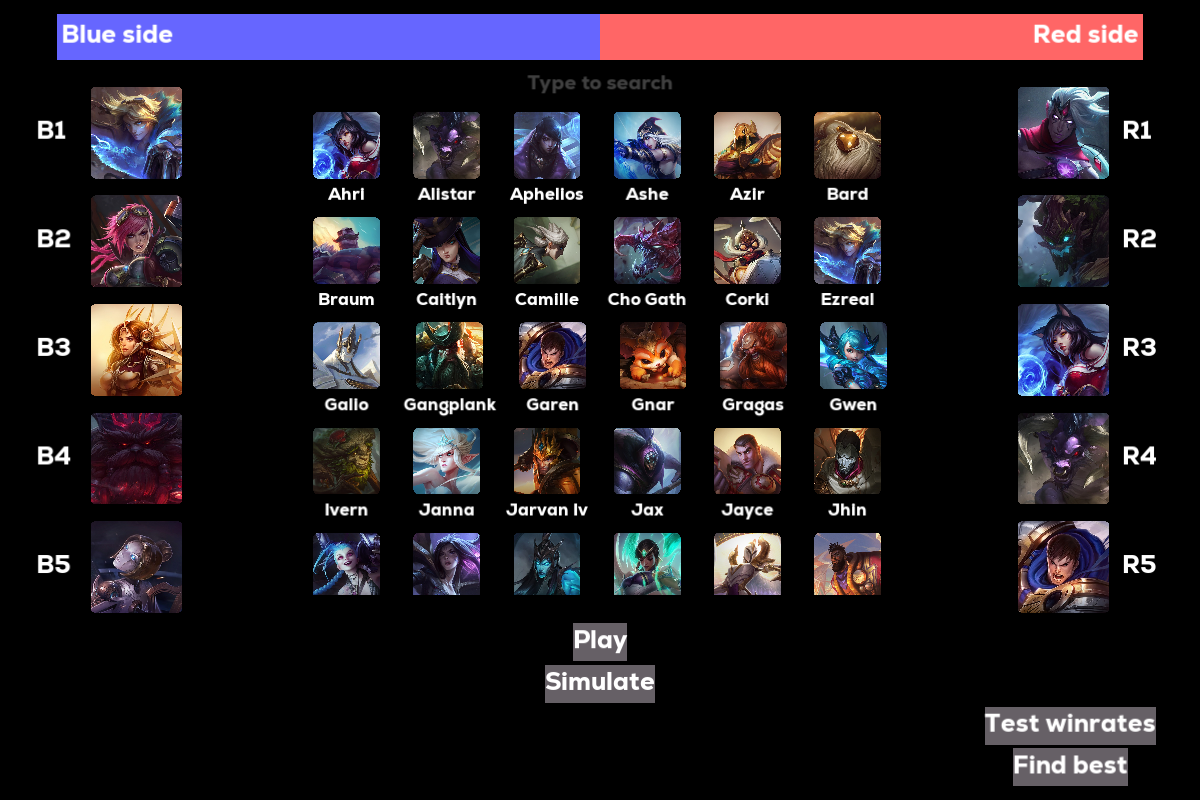 Blue side Red side
Type to search
B1 R1
Ahri Alistar Aphelios Ashe Azir Bard
B2 R2
Braum Caitlyn Camille Cho Gath Corki Ezreal
B3 R3
Galio Gangplank Garen Gnar Gragas Gwen
B4 R4
Ivern Janna Jarvan Iv Jax Jayce Jhin
B5 R5
Play
Simulate
Test winrates
Find best